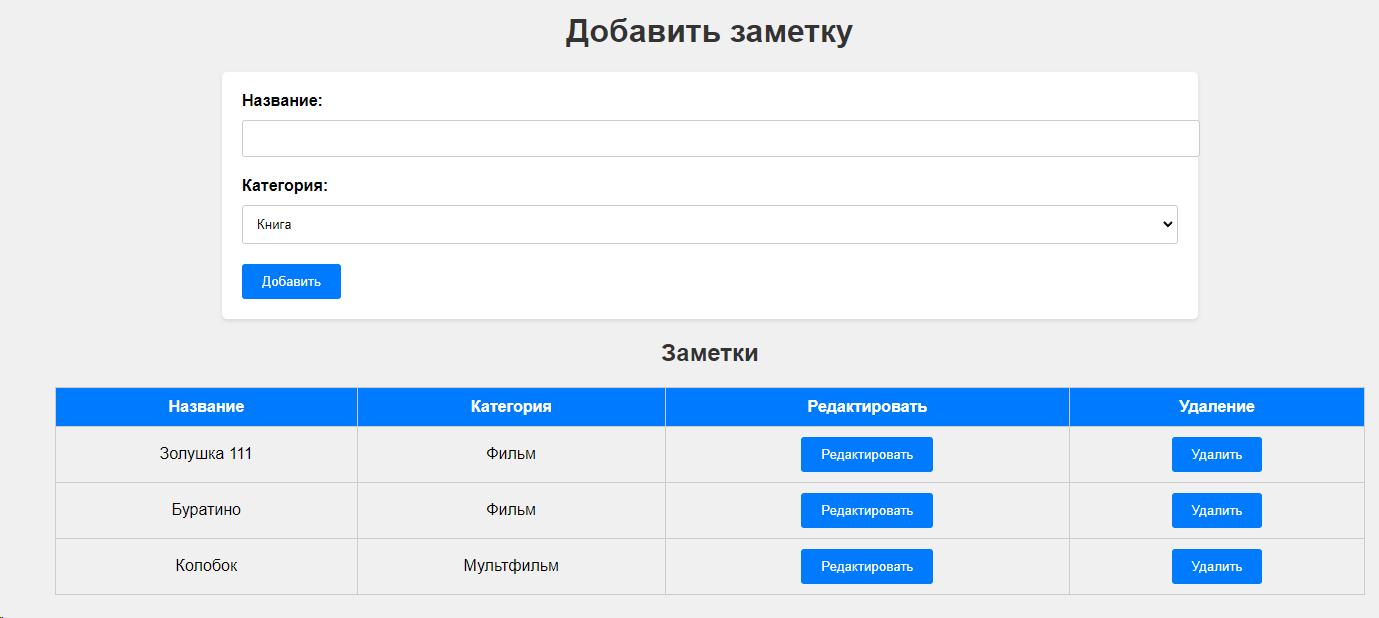 Добавить заметку
Название:
Категория:
Книга
Добавить
Заметки
Название Категория Редактировать Удаление
Золушка 111 Фильм Редактировать Удалить
Буратино Фильм Редактировать Удалить
Колобок Мультфильм Редактировать Удалить